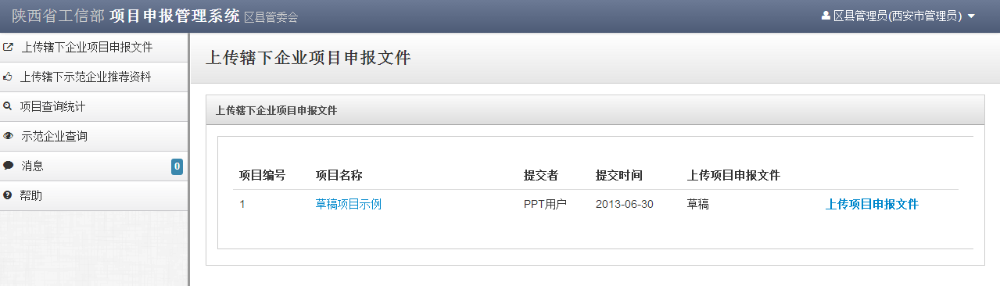 陕西省工信部 项目申报管理系统 区县管委会
区县管理员(西安市管理员)
上传辖下企业项目申报文件
上传辖下示范企业推荐资料
项目查询统计
示范企业查询
消息 0
帮助
上传辖下企业项目申报文件
上传辖下企业项目申报文件
项目编号 项目名称 提交者 提交时间 上传项目申报文件
1 草稿项目示例 PPT用户 2013-06-30 草稿 上传项目申报文件